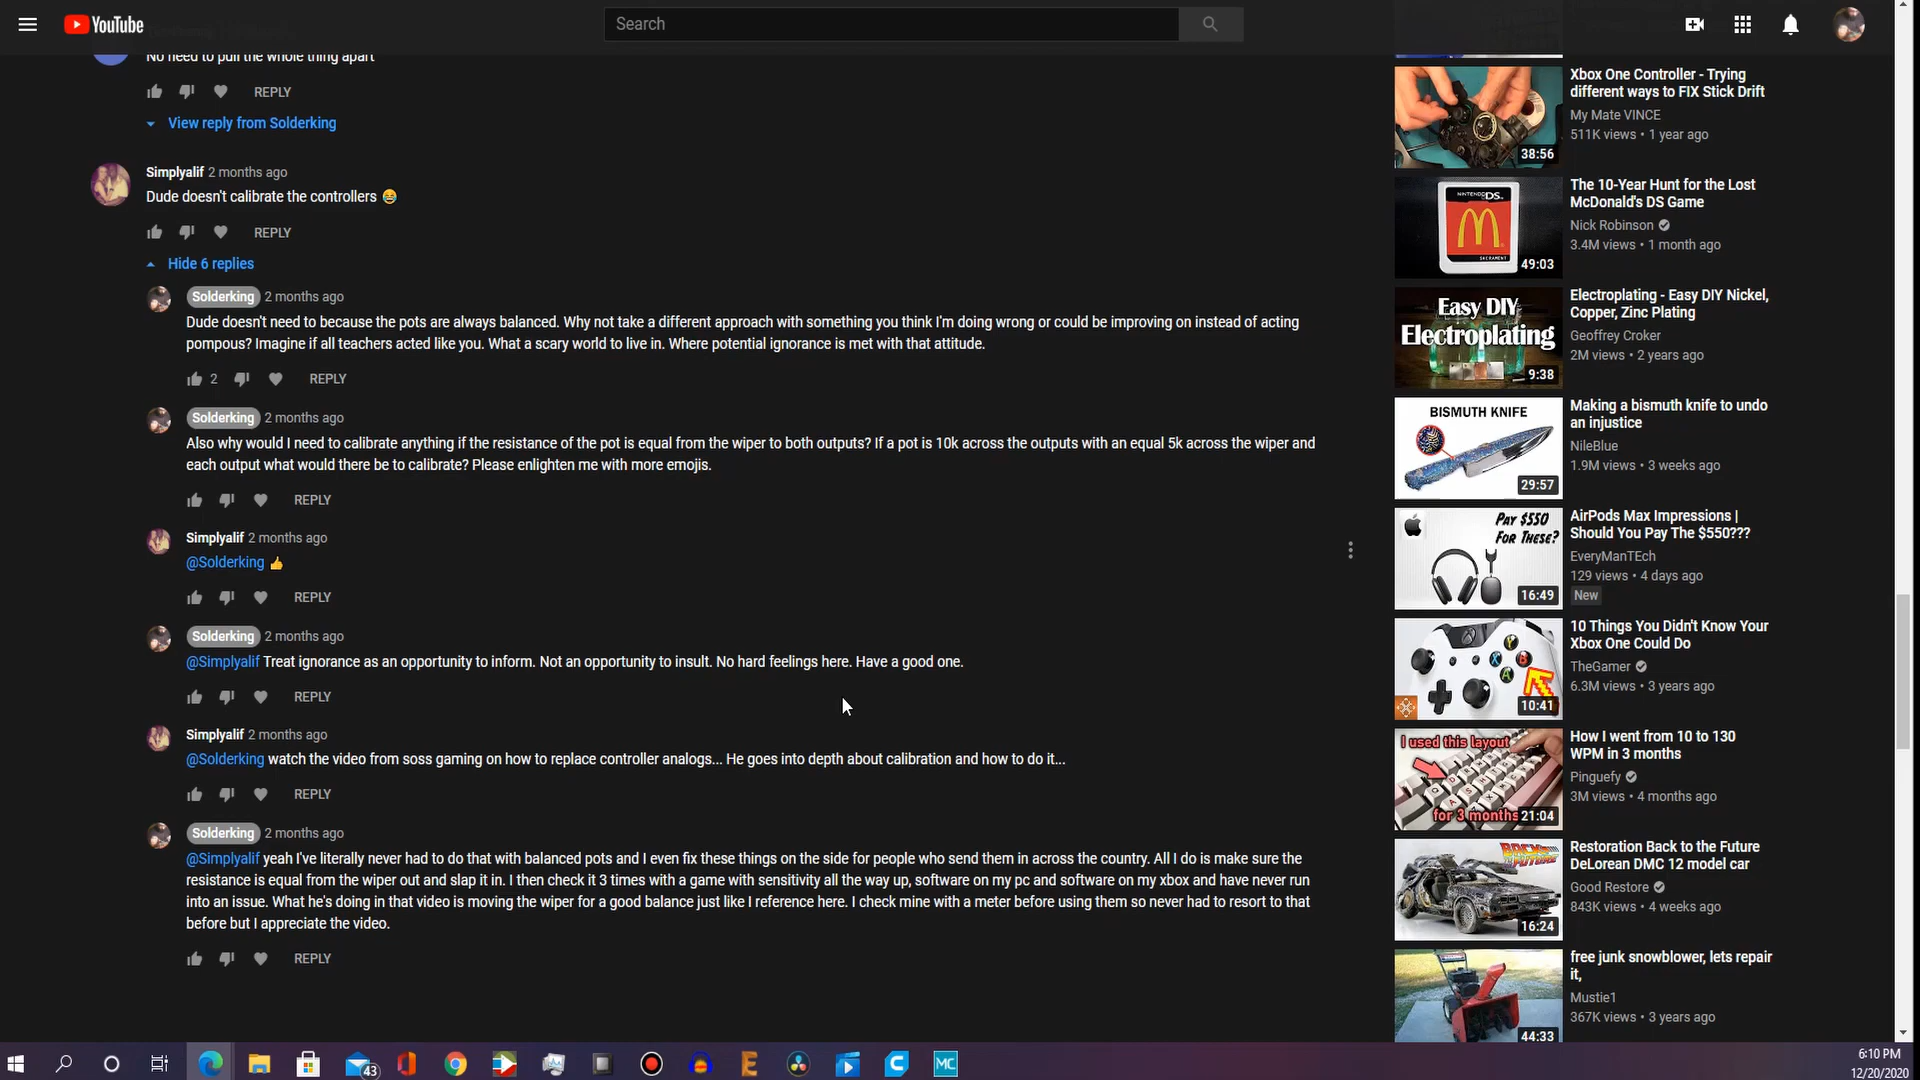 YouTube
Search
No need to pull the whole thing apart
REPLY
View reply from Solderking
Simplyalif 2 months ago
Dude doesn't calibrate the controllers 😂
REPLY
Hide 6 replies
Solderking 2 months ago
Dude doesn't need to because the pots are always balanced. Why not take a different approach with something you think I'm doing wrong or could be improving on instead of acting
pompous? Imagine if all teachers acted like you. What a scary world to live in. Where potential ignorance is met with that attitude.
2 REPLY
Solderking 2 months ago
Also why would I need to calibrate anything if the resistance of the pot is equal from the wiper to both outputs? If a pot is 10k across the outputs with an equal 5k across the wiper and
each output what would there be to calibrate? Please enlighten me with more emojis.
REPLY
Simplyalif 2 months ago
@Solderking 👍
REPLY
Solderking 2 months ago
@Simplyalif Treat ignorance as an opportunity to inform. Not an opportunity to insult. No hard feelings here. Have a good one.
REPLY
Simplyalif 2 months ago
@Solderking watch the video from soss gaming on how to replace controller analogs... He goes into depth about calibration and how to do it...
REPLY
Solderking 2 months ago
@Simplyalif yeah I've literally never had to do that with balanced pots and I even fix these things on the side for people who send them in across the country. All I do is make sure the
resistance is equal from the wiper out and slap it in. I then check it 3 times with a game with sensitivity all the way up, software on my pc and software on my xbox and have never run
into an issue. What he's doing in that video is moving the wiper for a good balance just like I reference here. I check mine with a meter before using them so never had to resort to that
before but I appreciate the video.
REPLY
38:56
Xbox One Controller - Trying
different ways to FIX Stick Drift
My Mate VINCE
511K views • 1 year ago
NINTENDO DS
49:03
The 10-Year Hunt for the Lost
McDonald's DS Game
Nick Robinson
3.4M views • 1 month ago
Easy DIY
Electroplating
9:38
Electroplating - Easy DIY Nickel,
Copper, Zinc Plating
Geoffrey Croker
2M views • 2 years ago
BISMUTH KNIFE
29:57
Making a bismuth knife to undo
an injustice
NileBlue
1.9M views • 3 weeks ago
PAY $550
FOR THESE?
16:49
AirPods Max Impressions |
Should You Pay The $550???
EveryManTEch
129 views • 4 days ago
New
Y
X
B
A
10:41
10 Things You Didn't Know Your
Xbox One Could Do
TheGamer
6.3M views • 3 years ago
I used this layout
for 3 months
21:04
How I went from 10 to 130
WPM in 3 months
Pinguefy
3M views • 4 months ago
BACK TO THE FUTURE
16:24
Restoration Back to the Future
DeLorean DMC 12 model car
Good Restore
843K views • 4 weeks ago
44:33
free junk snowblower, lets repair
it,
Mustie1
367K views • 3 years ago
43
MC
6:10 PM
12/20/2020